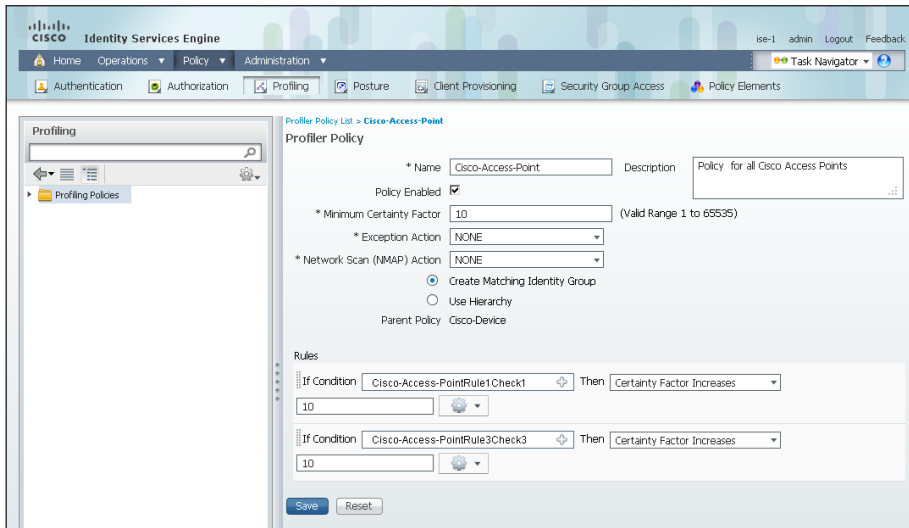 CISCO Identity Services Engine
ise-1 admin Logout Feedback
Home Operations Policy Administration
Task Navigator
Authentication Authorization Profiling Posture Client Provisioning Security Group Access Policy Elements
Profiling
Profiling Policies
Profiler Policy List > Cisco-Access-Point
Profiler Policy
* Name Cisco-Access-Point Description Policy for all Cisco Access Points
Policy Enabled
* Minimum Certainty Factor 10 (Valid Range 1 to 65535)
* Exception Action NONE
* Network Scan (NMAP) Action NONE
Create Matching Identity Group
Use Hierarchy
Parent Policy Cisco-Device
Rules
If Condition Cisco-Access-PointRule1Check1 Then Certainty Factor Increases
10
If Condition Cisco-Access-PointRule3Check3 Then Certainty Factor Increases
10
Save Reset